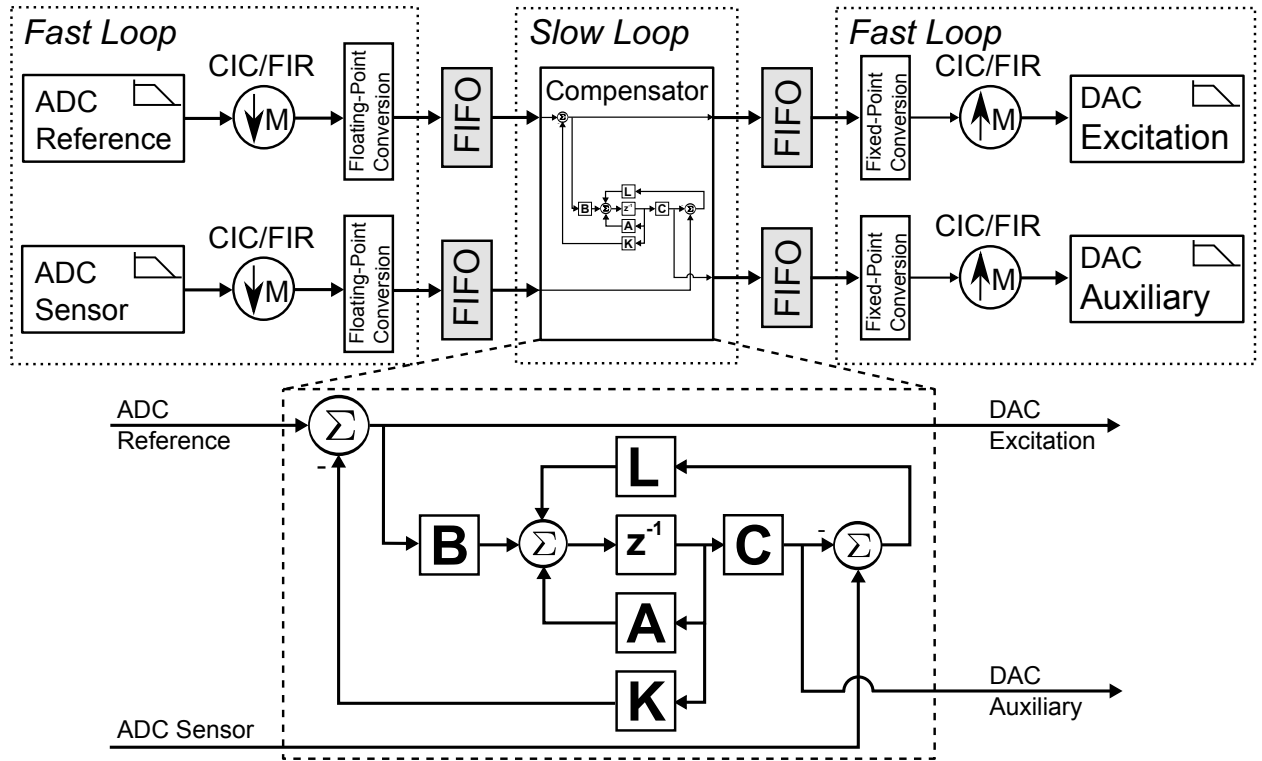 Fast Loop
Slow Loop
Fast Loop
ADC
Reference
CIC/FIR
M
Floating-Point
Conversion
FIFO
Compensator
Σ
L
B
Σ
z⁻¹
C
Σ
A
K
FIFO
Fixed-Point
Conversion
CIC/FIR
M
DAC
Excitation
ADC
Sensor
CIC/FIR
M
Floating-Point
Conversion
FIFO
FIFO
Fixed-Point
Conversion
CIC/FIR
M
DAC
Auxiliary
ADC
Reference
Σ
-
DAC
Excitation
L
B
Σ
z⁻¹
C
-
Σ
A
K
DAC
Auxiliary
ADC Sensor